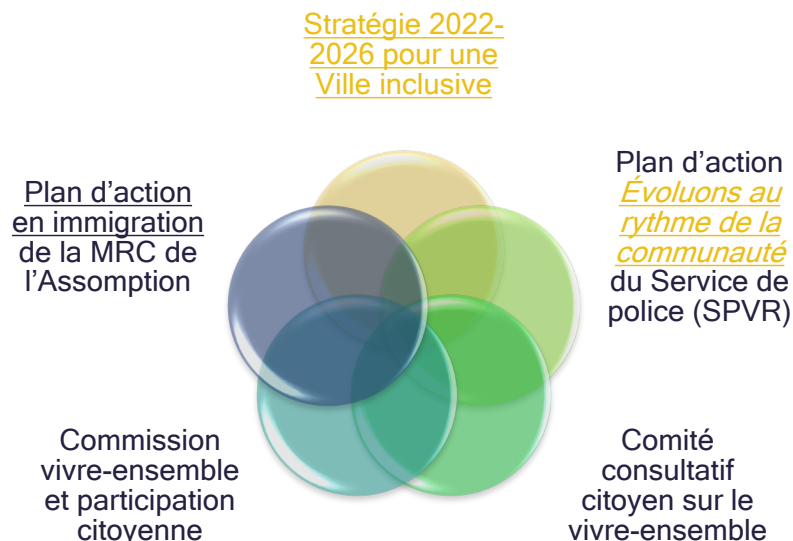 Stratégie 2022-
2026 pour une
Ville inclusive
Plan d'action
Évoluons au
rythme de la
communauté
du Service de
police (SPVR)
Plan d'action
en immigration
de la MRC de
l'Assomption
Commission
vivre-ensemble
et participation
citoyenne
Comité
consultatif
citoyen sur le
vivre-ensemble